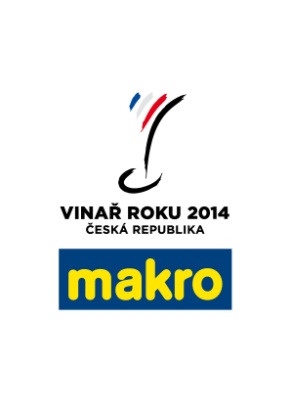 VINAŘ ROKU 2014
ČESKÁ REPUBLIKA
makro